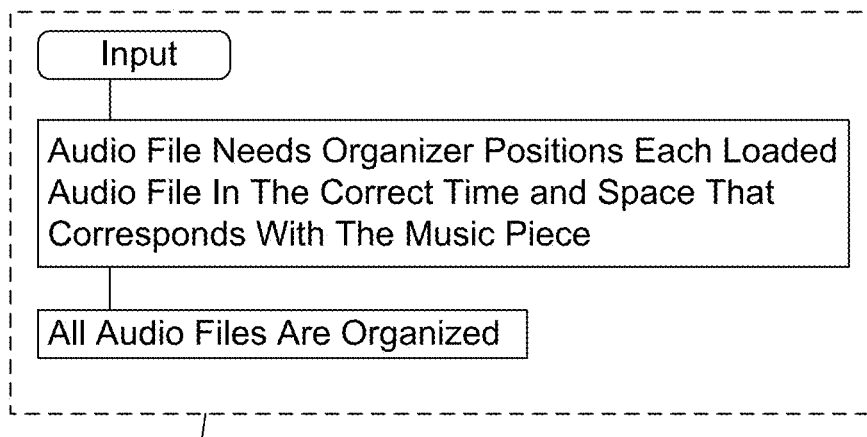 Input
Audio File Needs Organizer Positions Each Loaded
Audio File In The Correct Time and Space That
Corresponds With The Music Piece
All Audio Files Are Organized